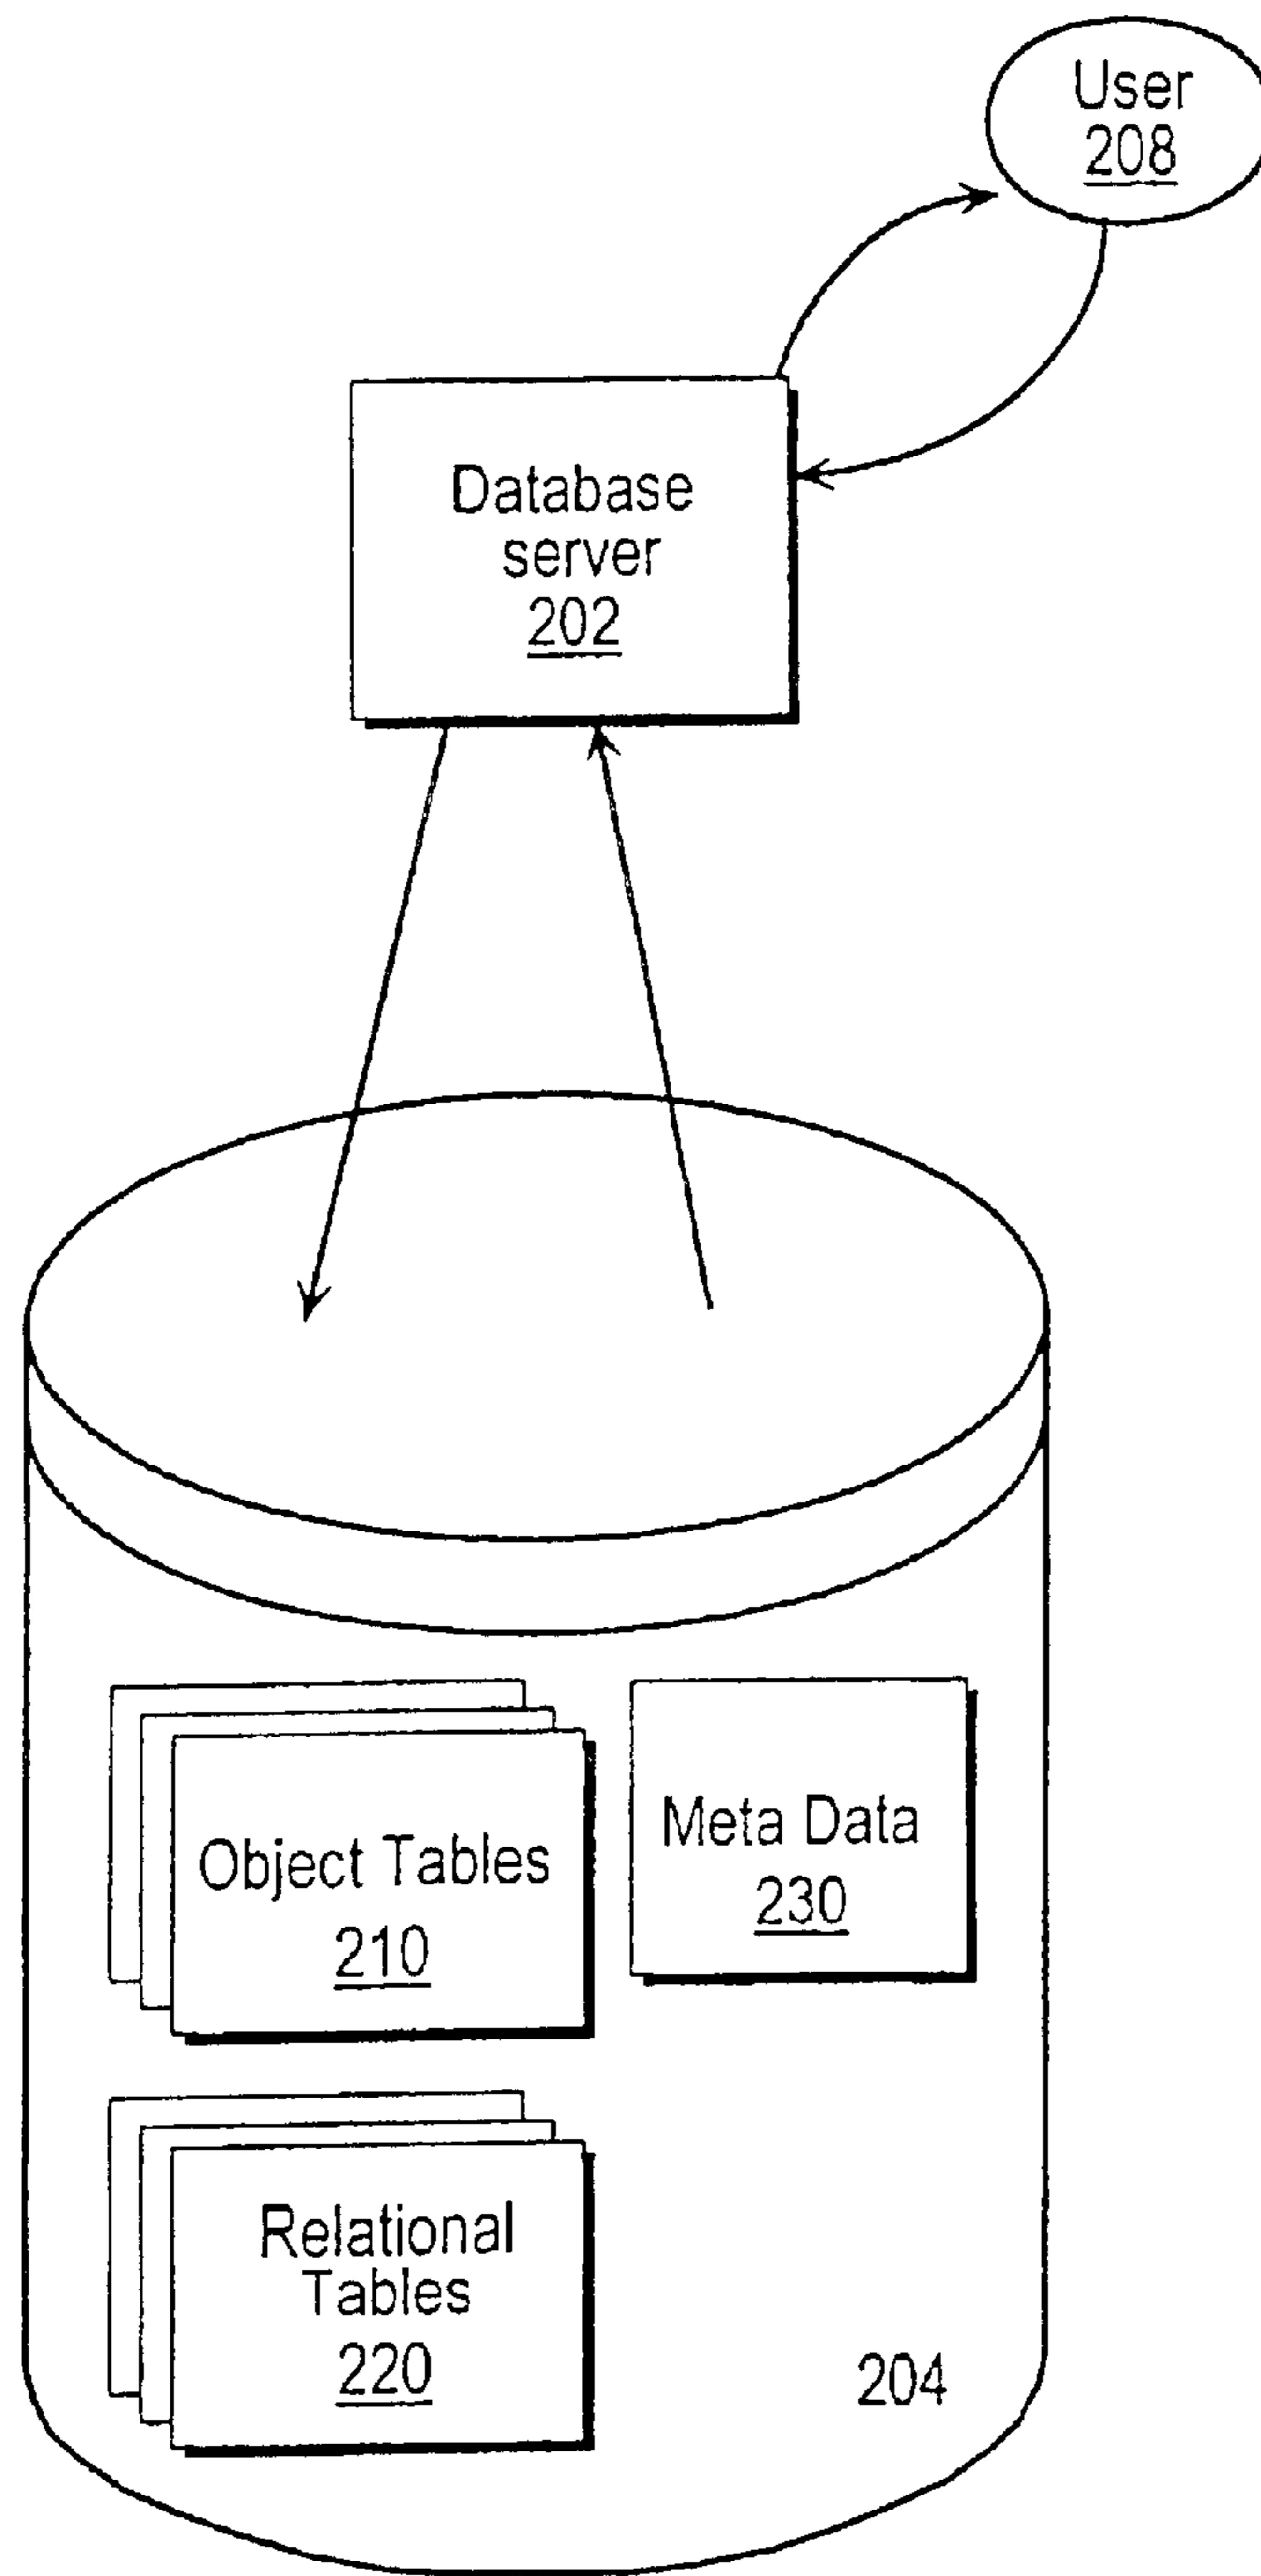 User
208
Database
server
202
Object Tables
210
Meta Data
230
Relational
Tables
220
204